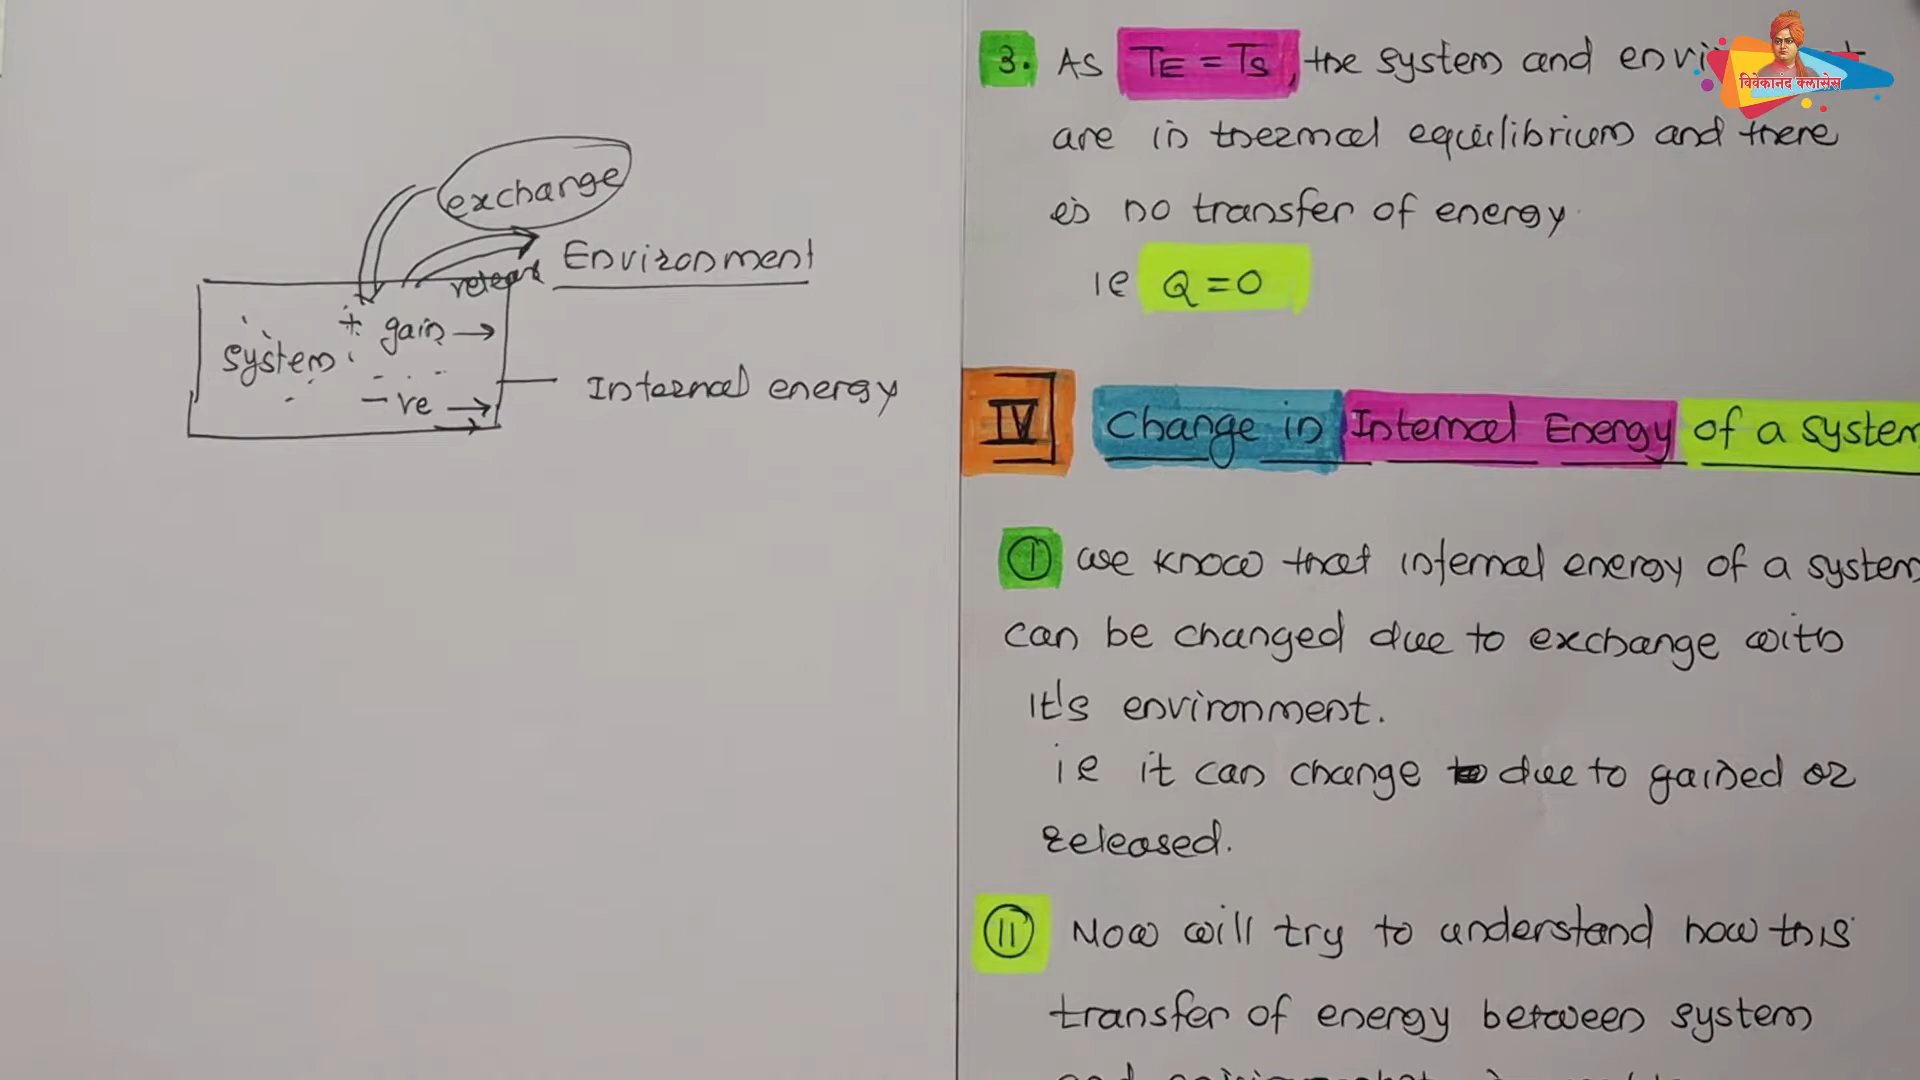 exchange
Environment
release
+ gain →
system
-ve →
Internal energy
3. As TE = TS, the system and envi
are in thermal equilibrium and there
is no transfer of energy
ie Q = 0
IV Change in Internal Energy of a system
I we know that internal energy of a system
can be changed due to exchange with
it's environment.
ie it can change due to gained or
released.
II Now will try to understand how this
transfer of energy between system
विवेकानंद क्लासेस